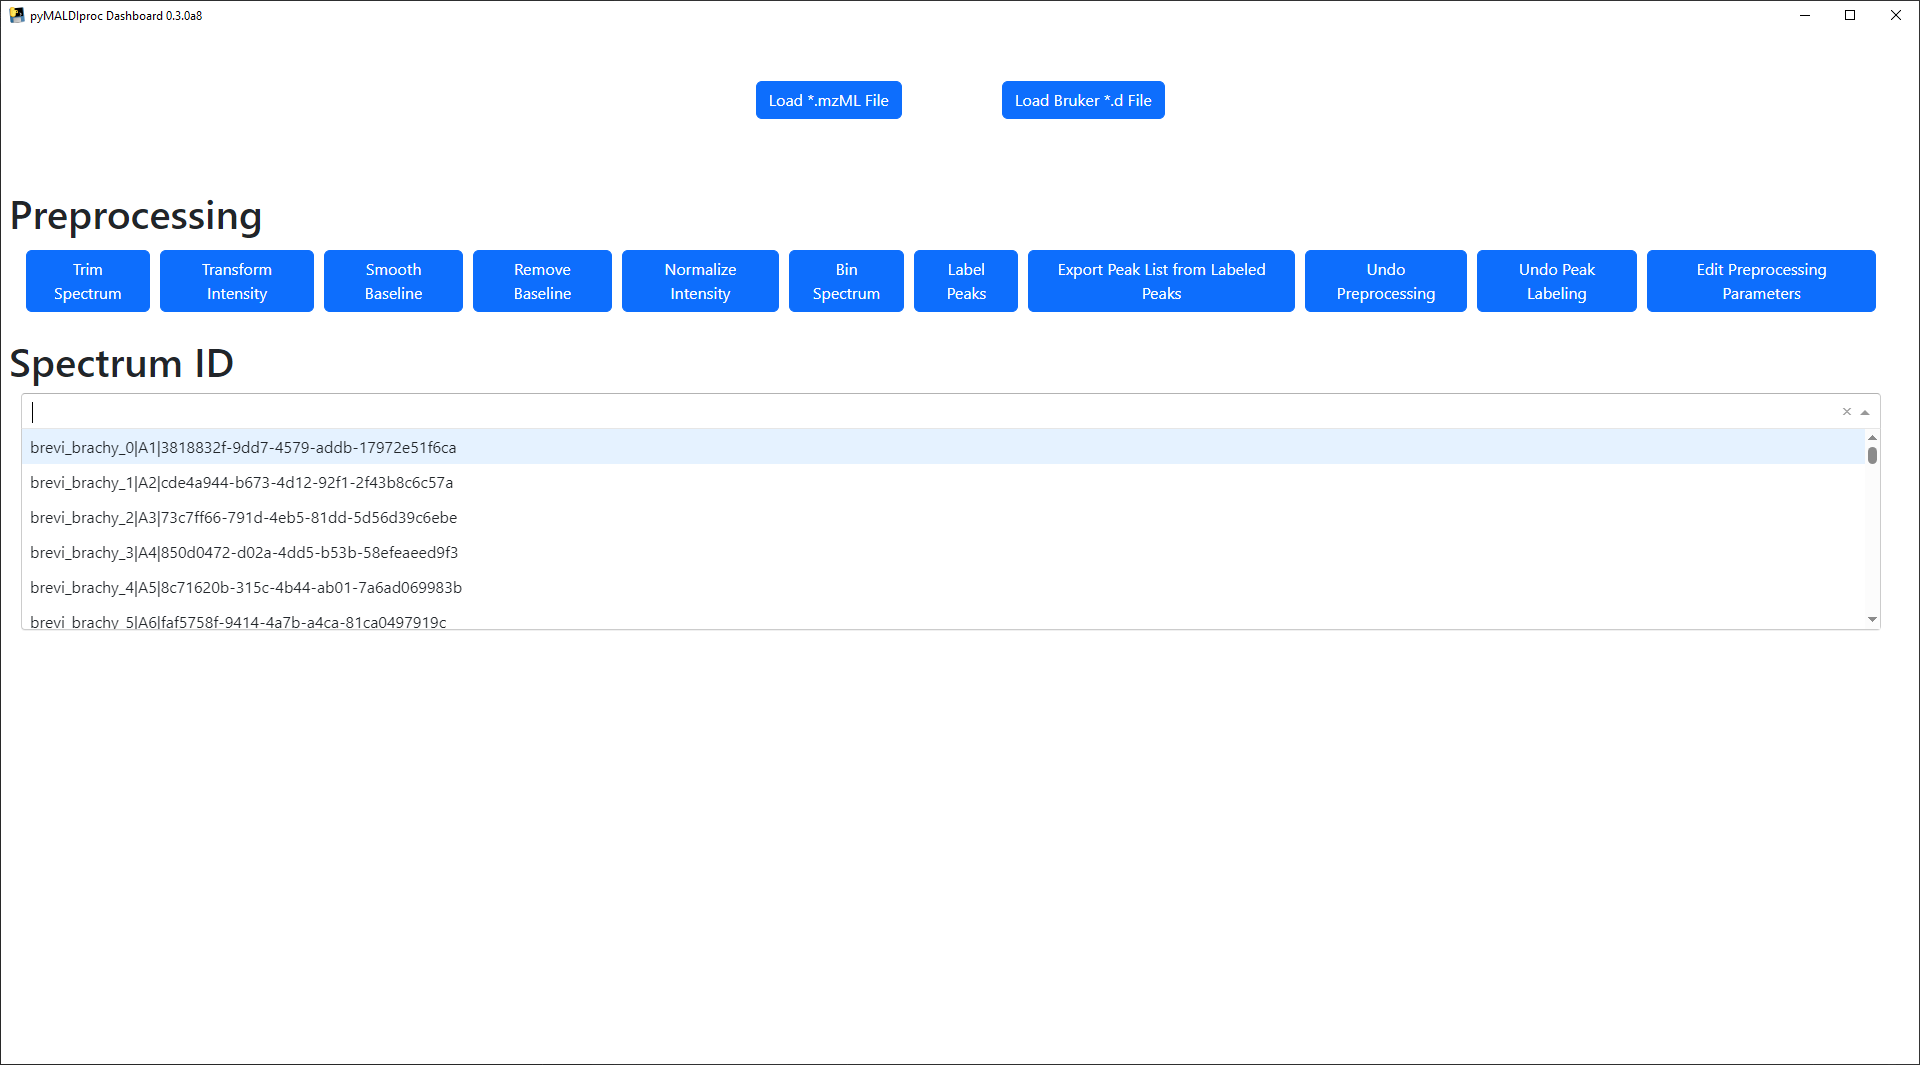 pyMALDIproc Dashboard 0.3.0a8
Load *.mzML File
Load Bruker *.d File
Preprocessing
Trim
Spectrum
Transform
Intensity
Smooth
Baseline
Remove
Baseline
Normalize
Intensity
Bin
Spectrum
Label
Peaks
Export Peak List from Labeled
Peaks
Undo
Preprocessing
Undo Peak
Labeling
Edit Preprocessing
Parameters
Spectrum ID
brevi_brachy_0|A1|3818832f-9dd7-4579-addb-17972e51f6ca
brevi_brachy_1|A2|cde4a944-b673-4d12-92f1-2f43b8c6c57a
brevi_brachy_2|A3|73c7ff66-791d-4eb5-81dd-5d56d39c6ebe
brevi_brachy_3|A4|850d0472-d02a-4dd5-b53b-58efeaeed9f3
brevi_brachy_4|A5|8c71620b-315c-4b44-ab01-7a6ad069983b
brevi_brachy_5|A6|faf5758f-9414-4a7b-a4ca-81ca0497919c